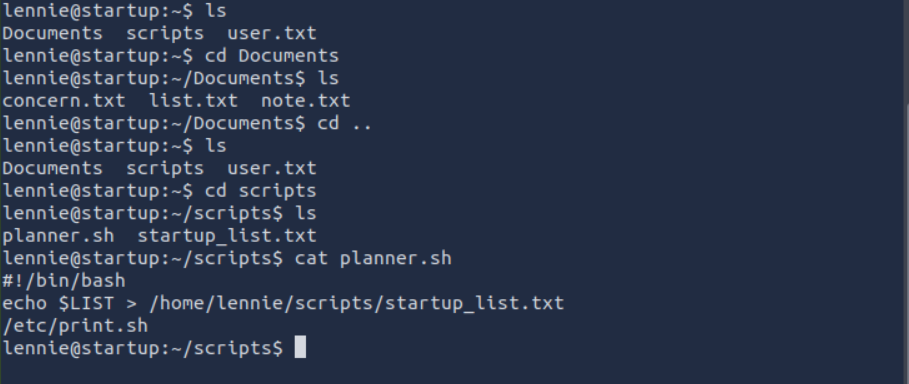 lennie@startup:~$ ls
Documents  scripts  user.txt
lennie@startup:~$ cd Documents
lennie@startup:~/Documents$ ls
concern.txt  list.txt  note.txt
lennie@startup:~/Documents$ cd ..
lennie@startup:~$ ls
Documents  scripts  user.txt
lennie@startup:~$ cd scripts
lennie@startup:~/scripts$ ls
planner.sh  startup_list.txt
lennie@startup:~/scripts$ cat planner.sh
#!/bin/bash
echo $LIST > /home/lennie/scripts/startup_list.txt
/etc/print.sh
lennie@startup:~/scripts$